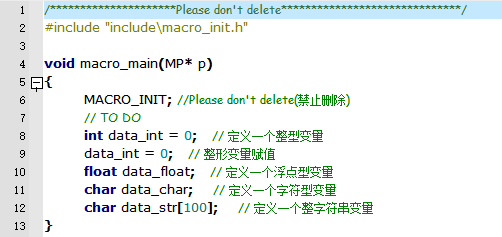 1 /*********************Please don't delete******************************/
2 #include "include\macro_init.h"
3
4 void macro_main(MP* p)
5 {
6 MACRO_INIT; //Please don't delete(禁止删除)
7 // TO DO
8 int data_int = 0; // 定义一个整型变量
9 data_int = 0; // 整形变量赋值
10 float data_float; // 定义一个浮点型变量
11 char data_char; // 定义一个字符型变量
12 char data_str[100]; // 定义一个整字符串变量
13 }